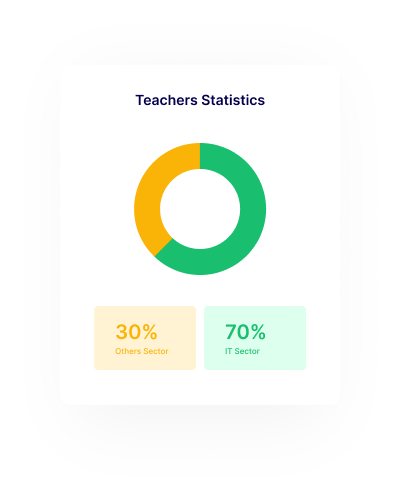 Teachers Statistics
30%
Others Sector
70%
IT Sector